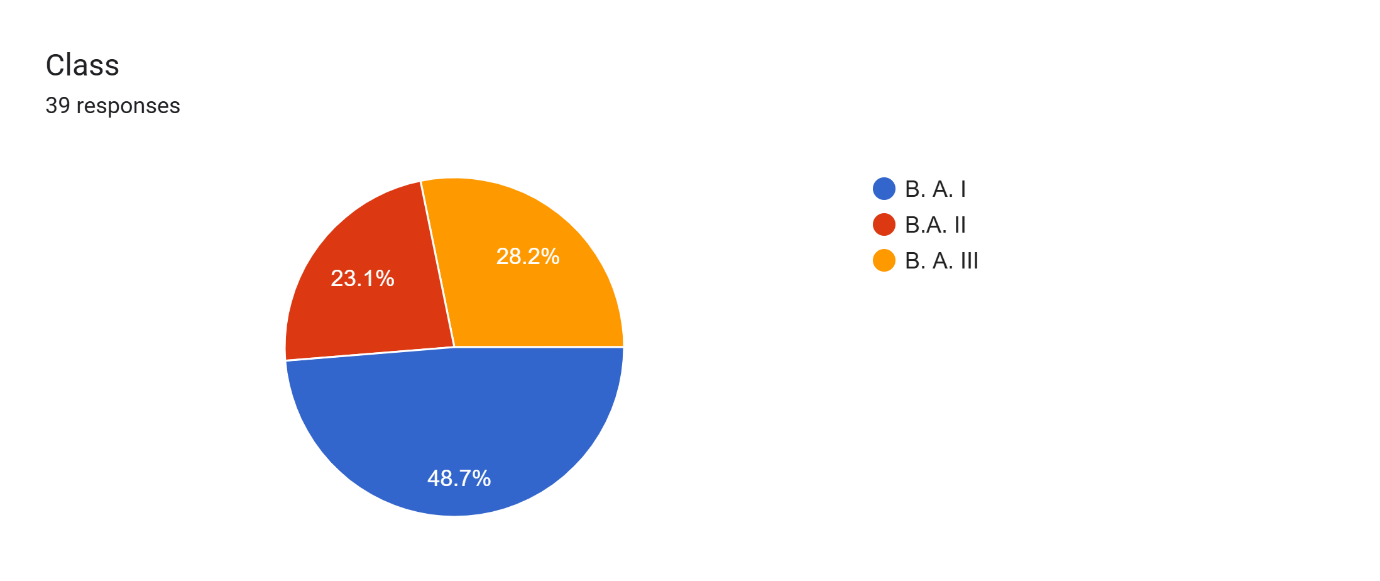 Class
39 responses
B. A. I
B.A. II
B. A. III
28.2%
23.1%
48.7%